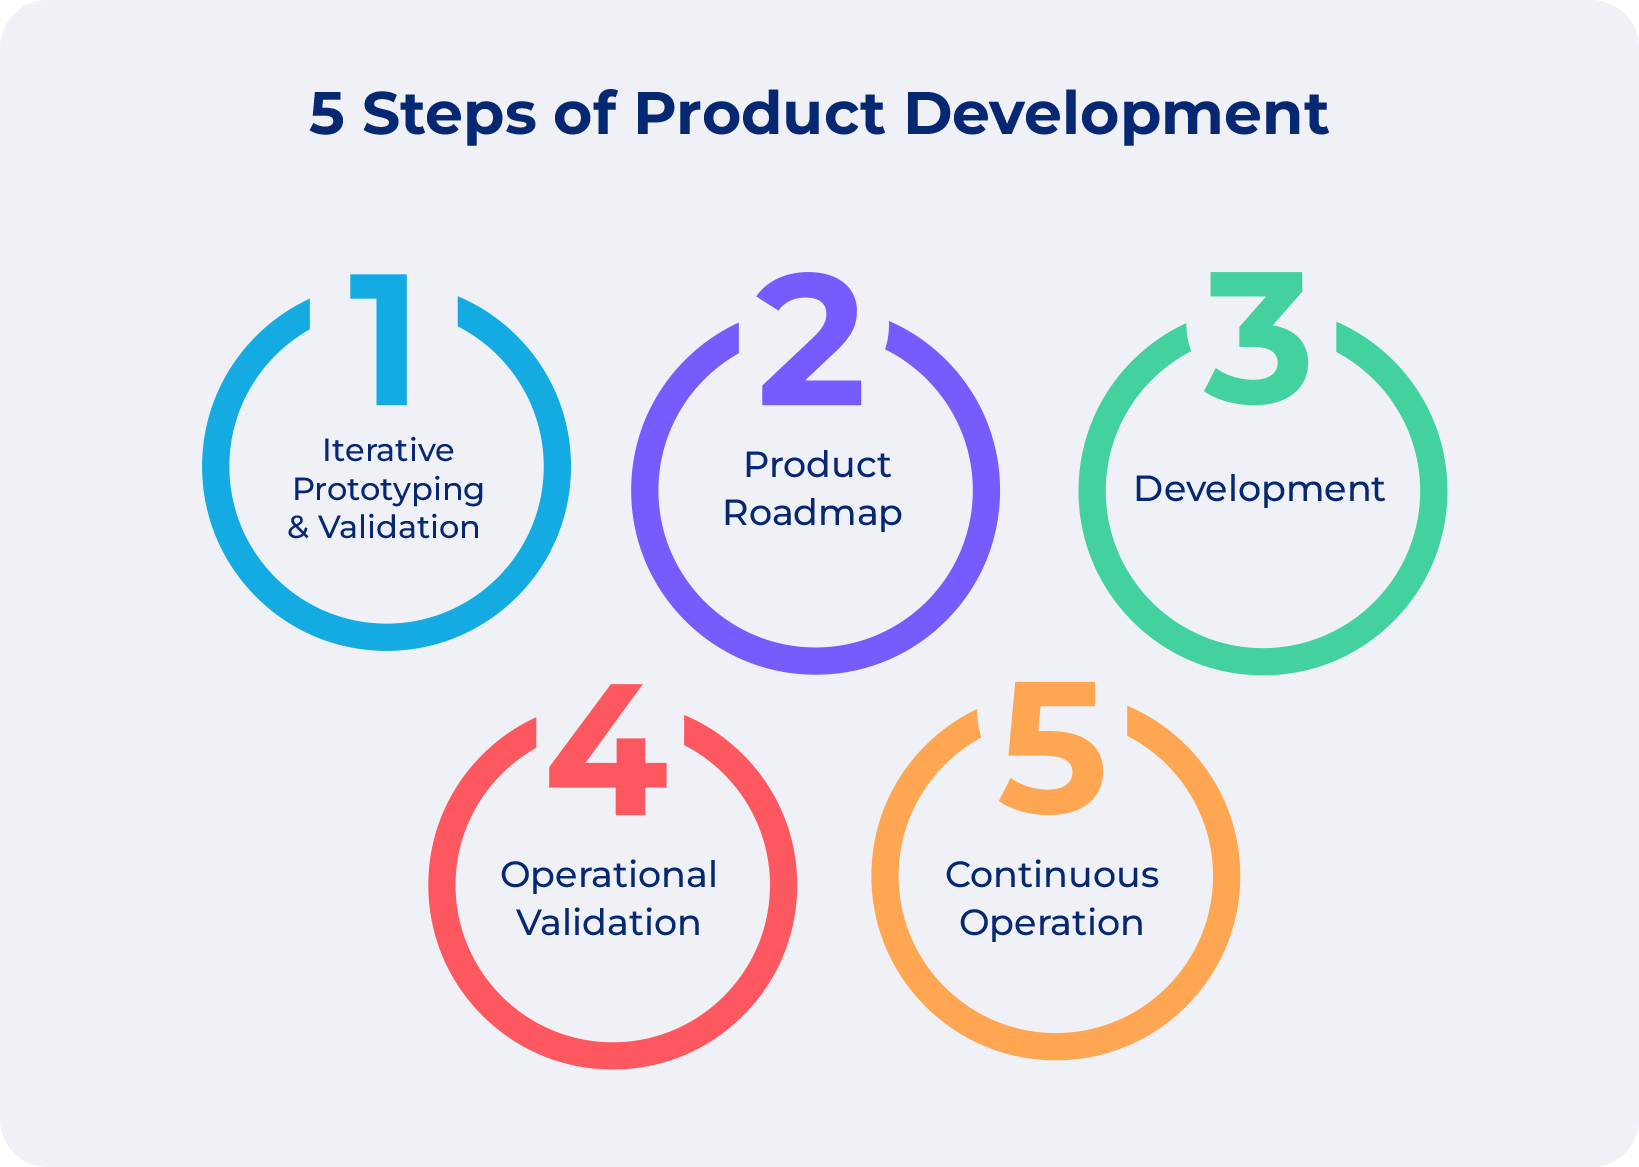 5 Steps of Product Development
1
Iterative
Prototyping
& Validation
2
Product
Roadmap
3
Development
4
Operational
Validation
5
Continuous
Operation